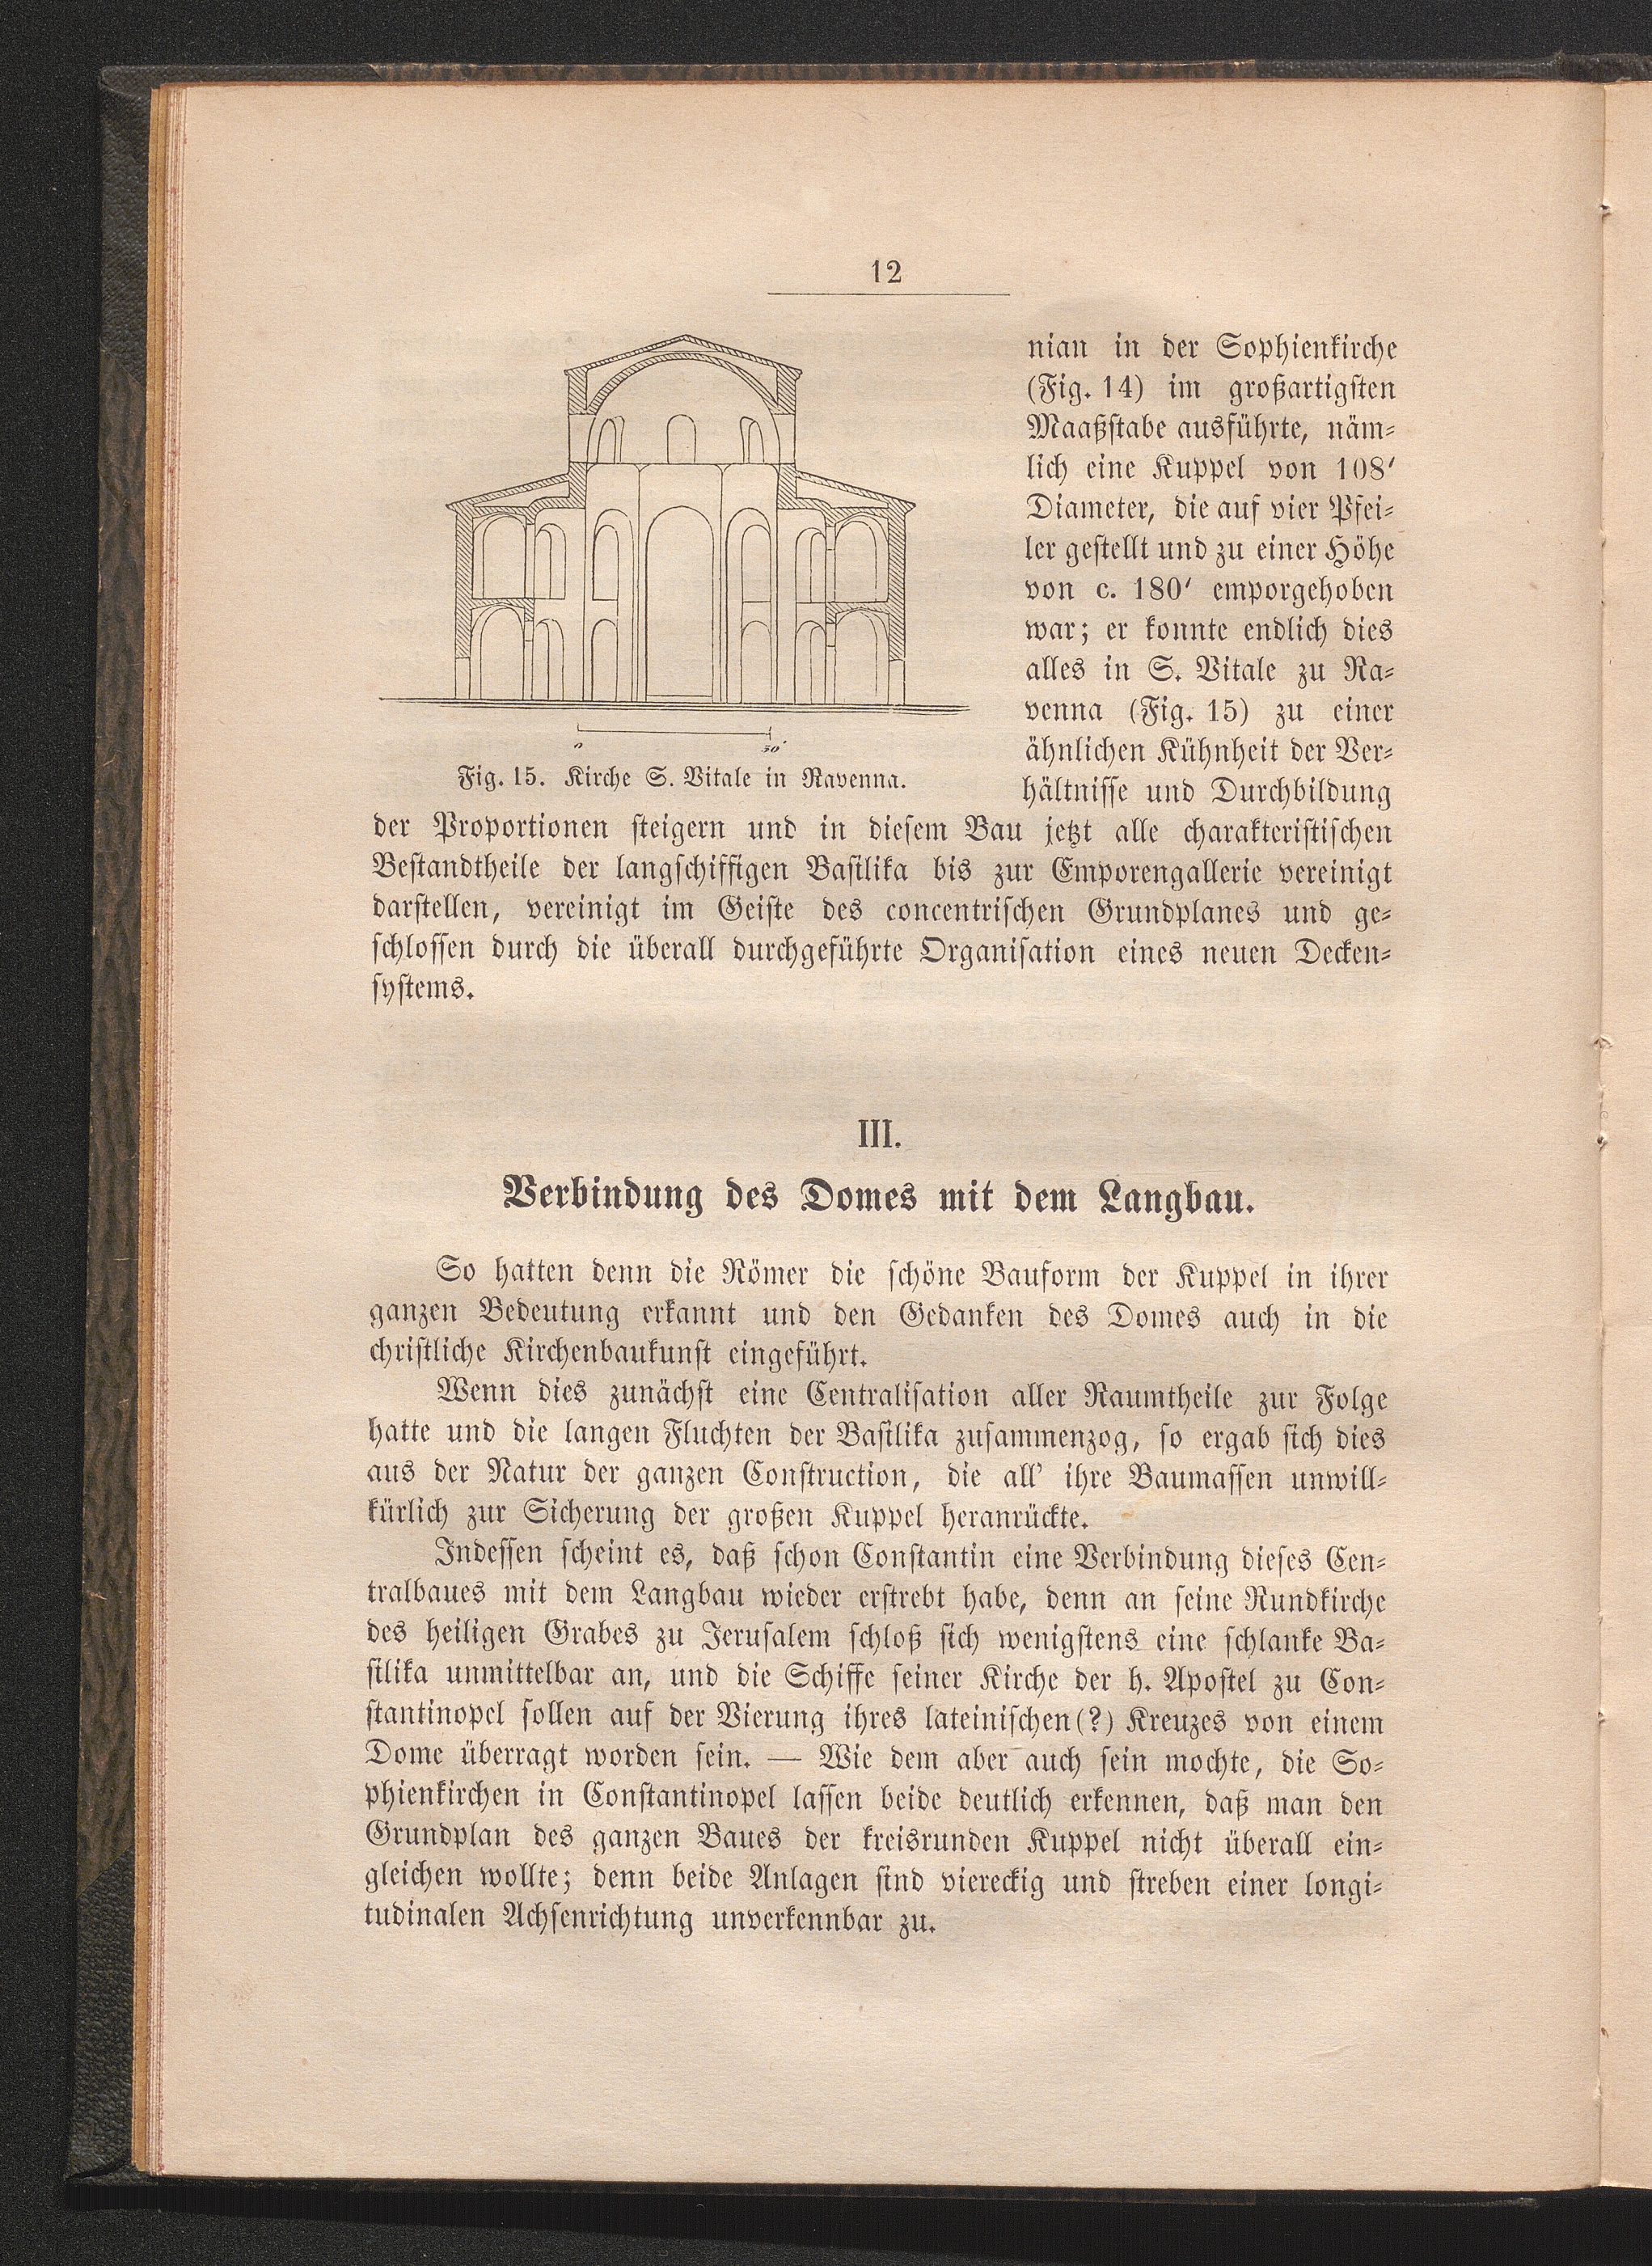 12
nian in der Sophienkirche
(Fig. 14) im großartigsten
Maaßstabe ausführte, näm-
lich eine Kuppel von 108′
Diameter, die auf vier Pfei-
ler gestellt und zu einer Höhe
von c. 180′ emporgehoben
war; er konnte endlich dies
alles in S. Vitale zu Ra-
venna (Fig. 15) zu einer
ähnlichen Kühnheit der Ver-
hältnisse und Durchbildung
0 50′
Fig. 15. Kirche S. Vitale in Ravenna.
der Proportionen steigern und in diesem Bau jetzt alle charakteristischen
Bestandtheile der langschiffigen Basilika bis zur Emporengallerie vereinigt
darstellen, vereinigt im Geiste des concentrischen Grundplanes und ge-
schlossen durch die überall durchgeführte Organisation eines neuen Decken-
systems.
III.
Verbindung des Domes mit dem Langbau.
So hatten denn die Römer die schöne Bauform der Kuppel in ihrer
ganzen Bedeutung erkannt und den Gedanken des Domes auch in die
christliche Kirchenbaukunst eingeführt.
Wenn dies zunächst eine Centralisation aller Raumtheile zur Folge
hatte und die langen Fluchten der Basilika zusammenzog, so ergab sich dies
aus der Natur der ganzen Construction, die all’ ihre Baumassen unwill-
kürlich zur Sicherung der großen Kuppel heranrückte.
Indessen scheint es, daß schon Constantin eine Verbindung dieses Cen-
tralbaues mit dem Langbau wieder erstrebt habe, denn an seine Rundkirche
des heiligen Grabes zu Jerusalem schloß sich wenigstens eine schlanke Ba-
silika unmittelbar an, und die Schiffe seiner Kirche der h. Apostel zu Con-
stantinopel sollen auf der Vierung ihres lateinischen (?) Kreuzes von einem
Dome überragt worden sein. — Wie dem aber auch sein mochte, die So-
phienkirchen in Constantinopel lassen beide deutlich erkennen, daß man den
Grundplan des ganzen Baues der kreisrunden Kuppel nicht überall ein-
gleichen wollte; denn beide Anlagen sind viereckig und streben einer longi-
tudinalen Achsenrichtung unverkennbar zu.